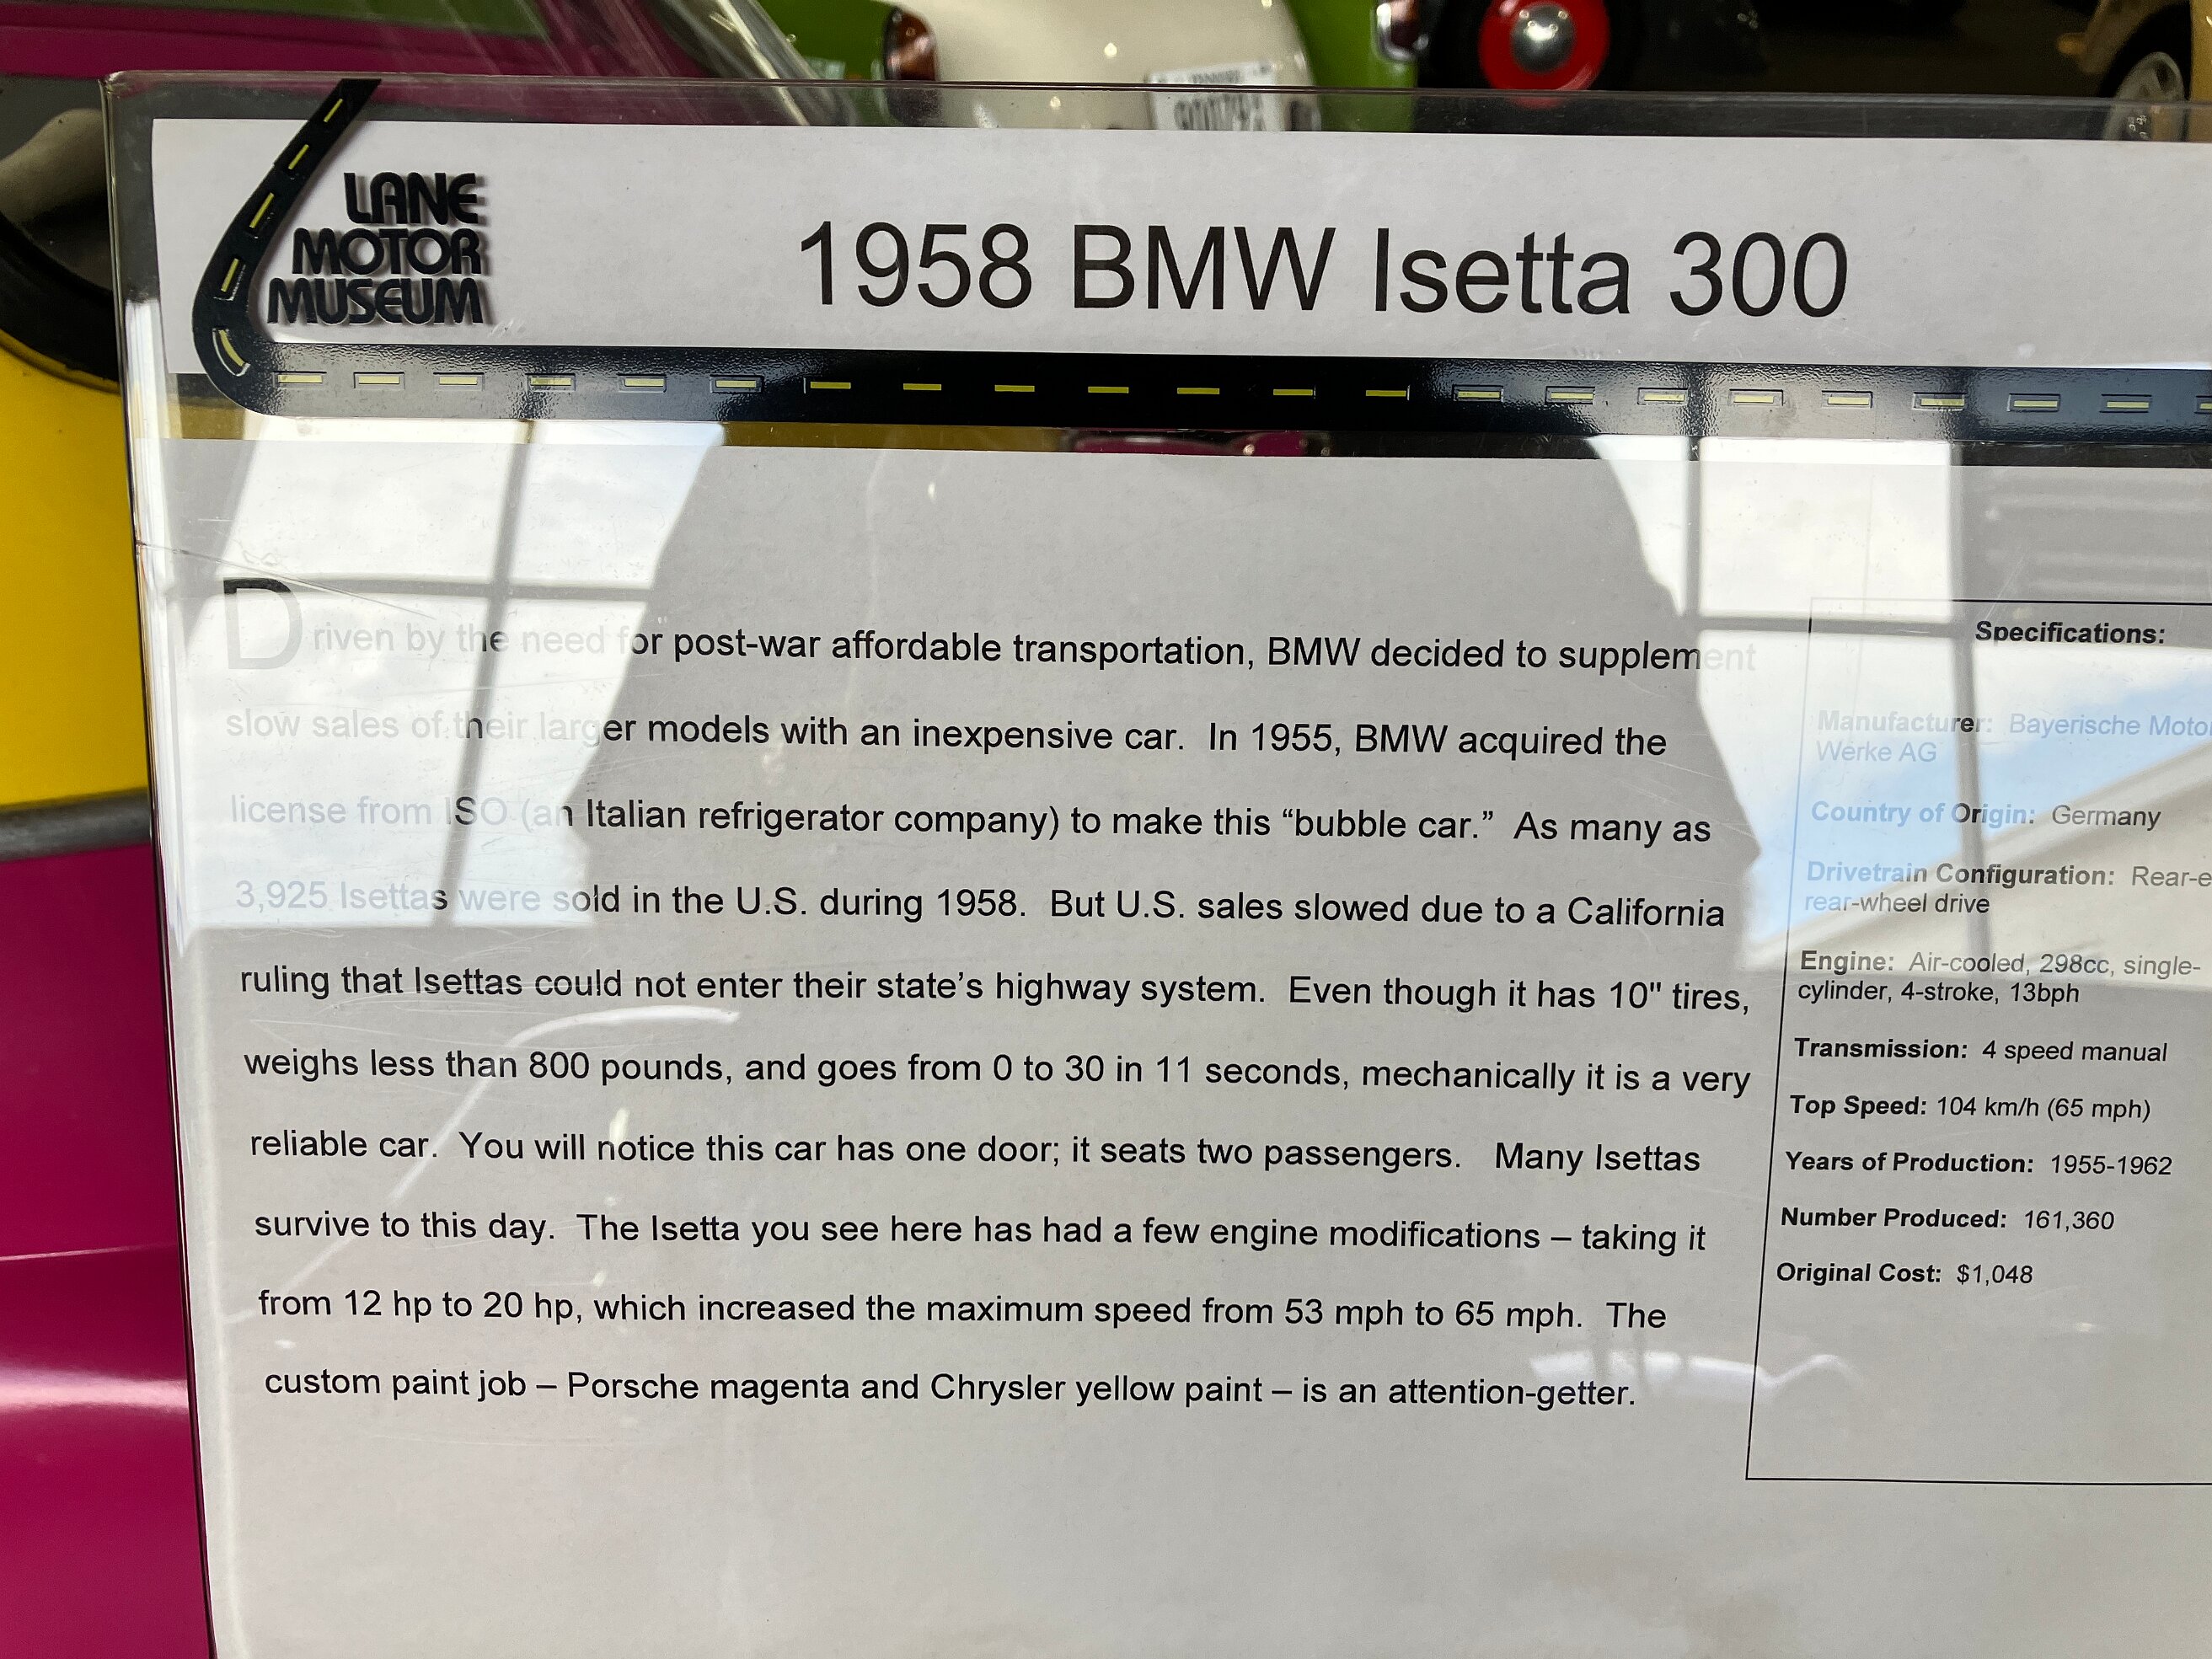 LANE
MOTOR
MUSEUM
1958 BMW Isetta 300
Driven by the need for post-war affordable transportation, BMW decided to supplement
slow sales of their larger models with an inexpensive car. In 1955, BMW acquired the
license from ISO (an Italian refrigerator company) to make this “bubble car.” As many as
3,925 Isettas were sold in the U.S. during 1958. But U.S. sales slowed due to a California
ruling that Isettas could not enter their state’s highway system. Even though it has 10" tires,
weighs less than 800 pounds, and goes from 0 to 30 in 11 seconds, mechanically it is a very
reliable car. You will notice this car has one door; it seats two passengers. Many Isettas
survive to this day. The Isetta you see here has had a few engine modifications – taking it
from 12 hp to 20 hp, which increased the maximum speed from 53 mph to 65 mph. The
custom paint job – Porsche magenta and Chrysler yellow paint – is an attention-getter.
Specifications:
Manufacturer: Bayerische
Werke AG
Country of Origin: Germany
Drivetrain Configuration:
rear-wheel drive
Engine: Air-cooled, 298cc, single-
cylinder, 4-stroke, 13bph
Transmission: 4 speed manual
Top Speed: 104 km/h (65 mph)
Years of Production: 1955-1962
Number Produced: 161,360
Original Cost: $1,048